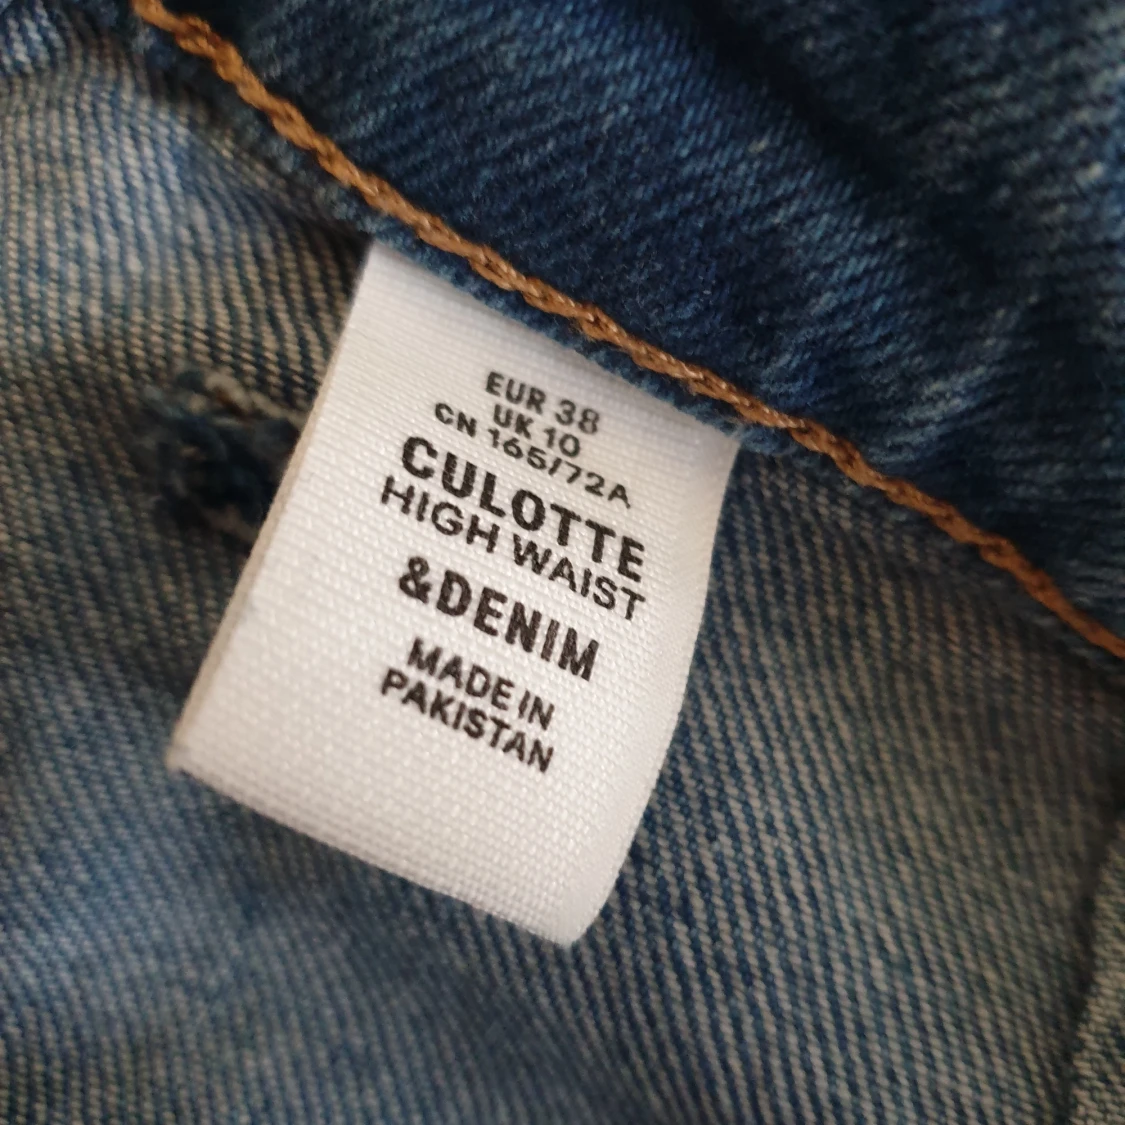 EUR 38
UK 10
CN 165/72A
CULOTTE
HIGH WAIST
&DENIM
MADE IN
PAKISTAN